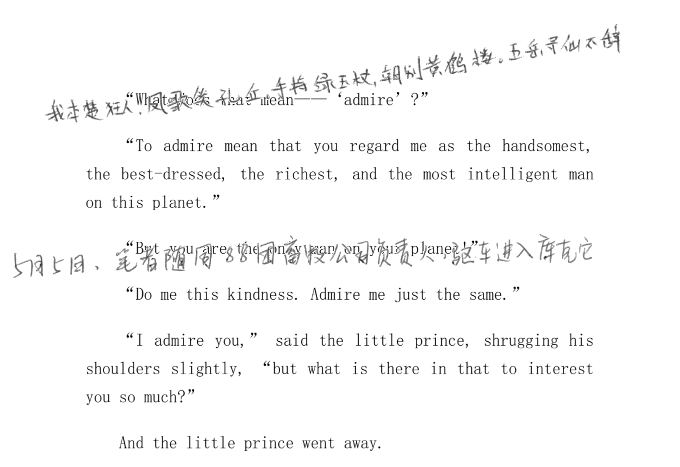 我本楚狂人,凤歌笑孔丘。手持绿玉杖,朝别黄鹤楼。五岳寻仙不辞
“What does that mean——‘admire’?”
“To admire mean that you regard me as the handsomest,
the best-dressed, the richest, and the most intelligent man
on this planet.”
“But you are the only man on your planet!”
5月5日、笔者随同88团畜牧公司负责人,驱车进入库克它
“Do me this kindness. Admire me just the same.”
“I admire you,” said the little prince, shrugging his
shoulders slightly, “but what is there in that to interest
you so much?”
And the little prince went away.